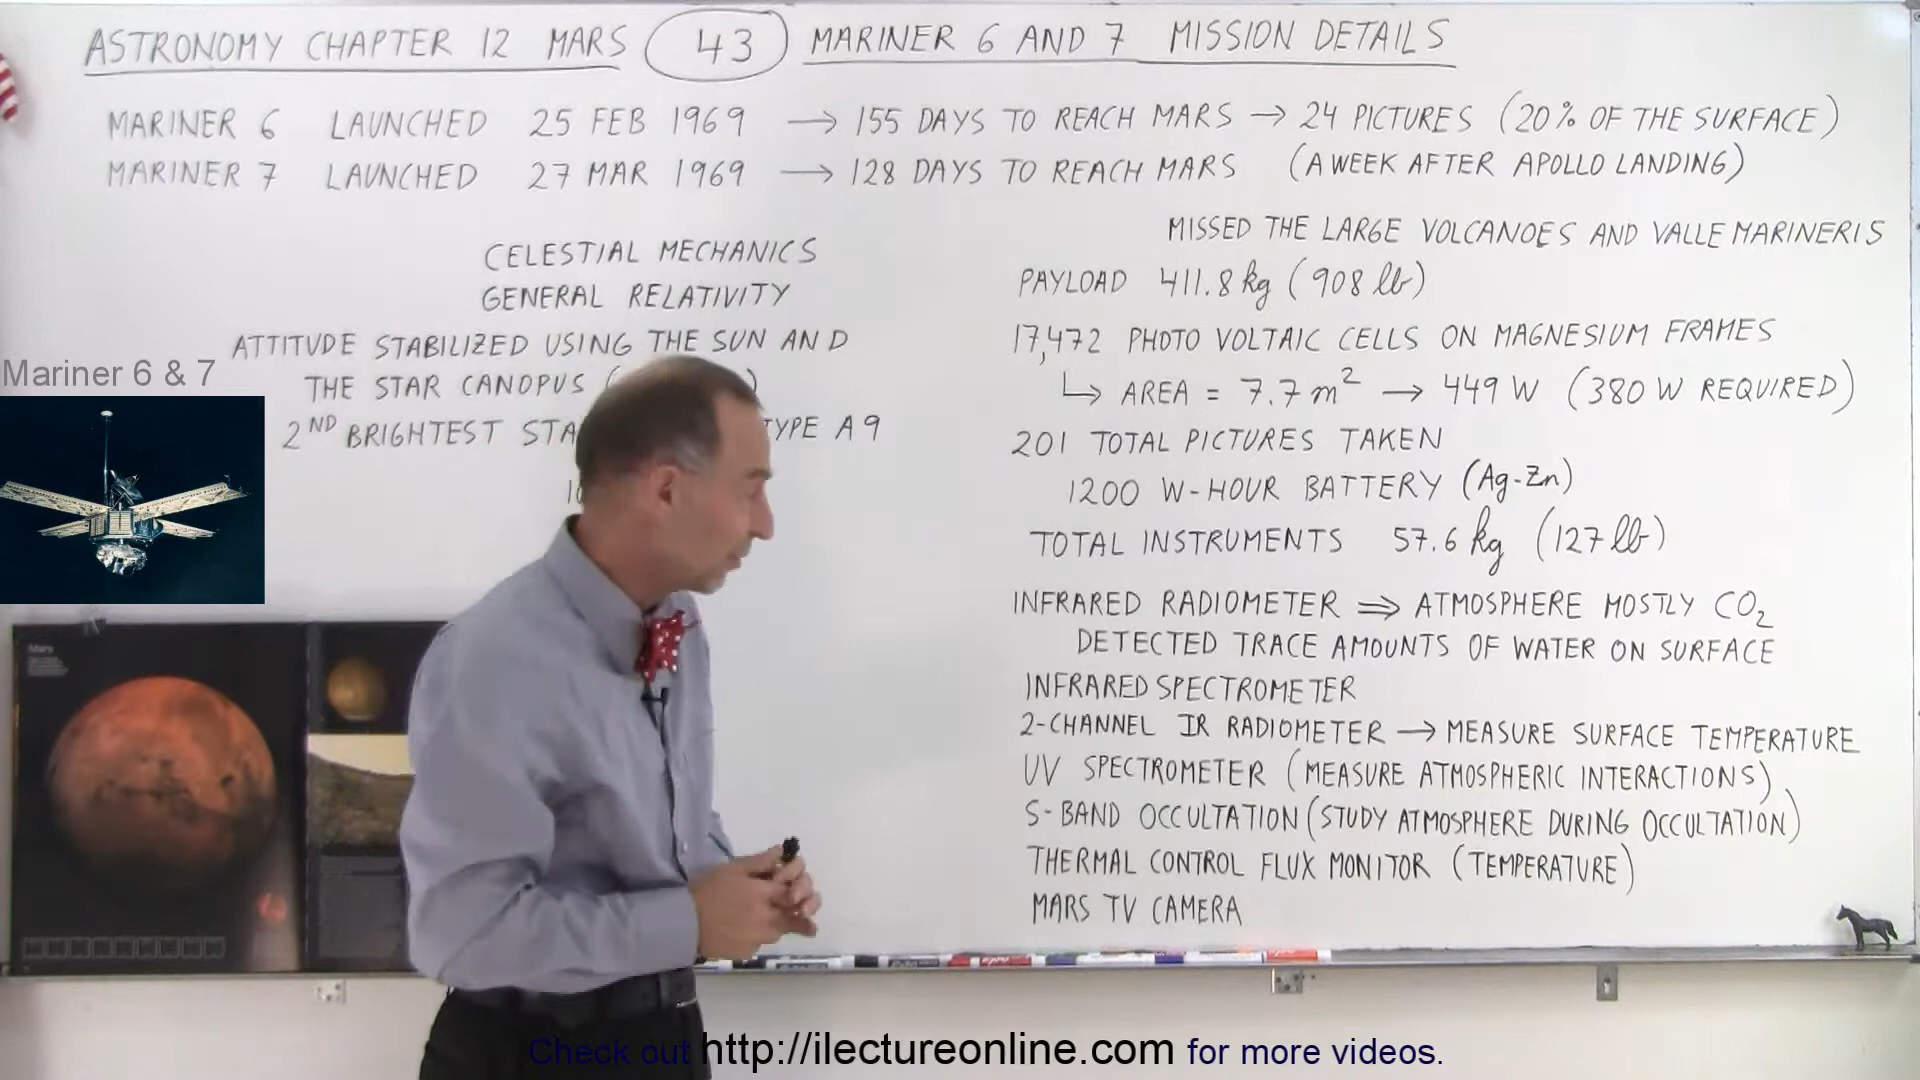 ASTRONOMY CHAPTER 12 MARS 43 MARINER 6 AND 7 MISSION DETAILS
MARINER 6 LAUNCHED 25 FEB 1969 → 155 DAYS TO REACH MARS → 24 PICTURES (20% OF THE SURFACE)
MARINER 7 LAUNCHED 27 MAR 1969 → 128 DAYS TO REACH MARS (A WEEK AFTER APOLLO LANDING)
CELESTIAL MECHANICS
GENERAL RELATIVITY
ATTITUDE STABILIZED USING THE SUN AND
THE STAR CANOPUS (
2ND BRIGHTEST TYPE A9
Mariner 6 & 7
Mars
MISSED THE LARGE VOLCANOES AND VALLE MARINERIS
PAYLOAD 411.8 kg (908 lb)
17,472 PHOTO VOLTAIC CELLS ON MAGNESIUM FRAMES
↳ AREA = 7.7 m² → 449 W (380 W REQUIRED)
201 TOTAL PICTURES TAKEN
1200 W-HOUR BATTERY (Ag-Zn)
TOTAL INSTRUMENTS 57.6 kg (127 lb)
INFRARED RADIOMETER ⇒ ATMOSPHERE MOSTLY CO₂
DETECTED TRACE AMOUNTS OF WATER ON SURFACE
INFRARED SPECTROMETER
2-CHANNEL IR RADIOMETER → MEASURE SURFACE TEMPERATURE
UV SPECTROMETER (MEASURE ATMOSPHERIC INTERACTIONS)
S-BAND OCCULTATION (STUDY ATMOSPHERE DURING OCCULTATION)
THERMAL CONTROL FLUX MONITOR (TEMPERATURE)
MARS TV CAMERA
Check out http://ilectureonline.com for more videos.